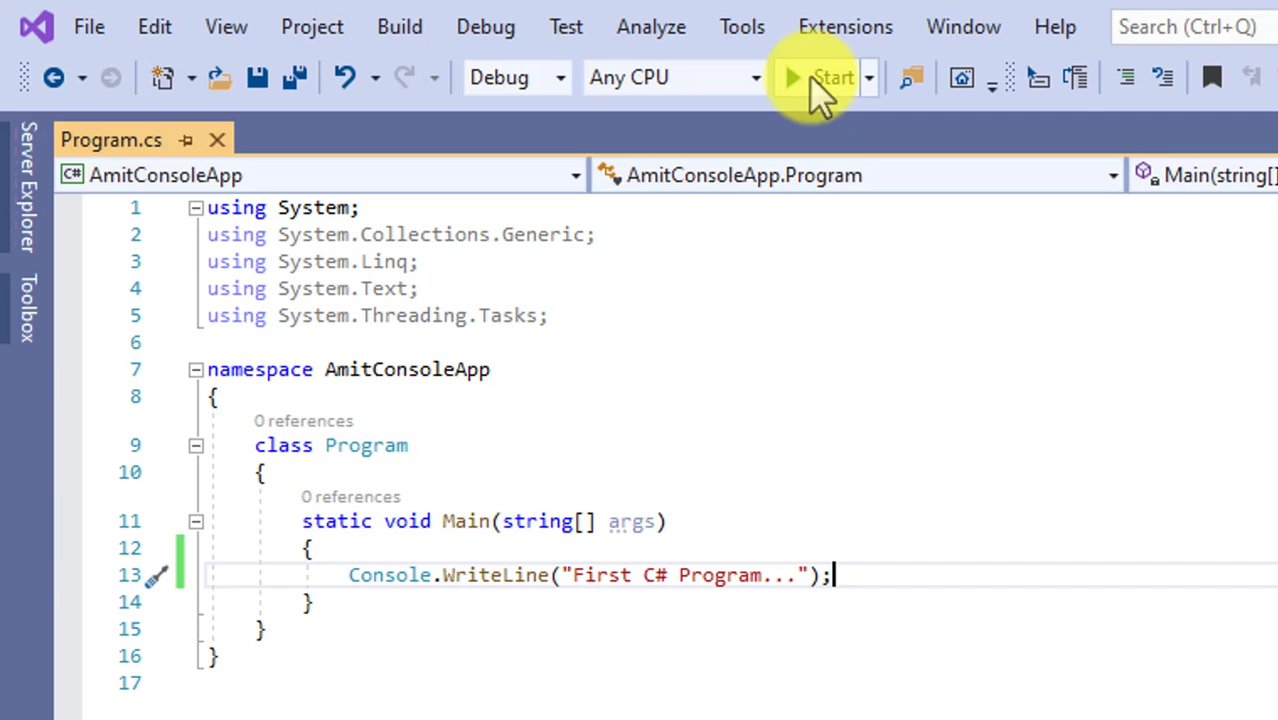 File Edit View Project Build Debug Test Analyze Tools Extensions Window Help Search (Ctrl+Q)
Debug Any CPU Start
Program.cs
C# AmitConsoleApp AmitConsoleApp.Program Main(string[]
Server Explorer
Toolbox
1 using System;
2 using System.Collections.Generic;
3 using System.Linq;
4 using System.Text;
5 using System.Threading.Tasks;
6
7 namespace AmitConsoleApp
8 {
0 references
9 class Program
10 {
0 references
11 static void Main(string[] args)
12 {
13 Console.WriteLine("First C# Program...");
14 }
15 }
16 }
17